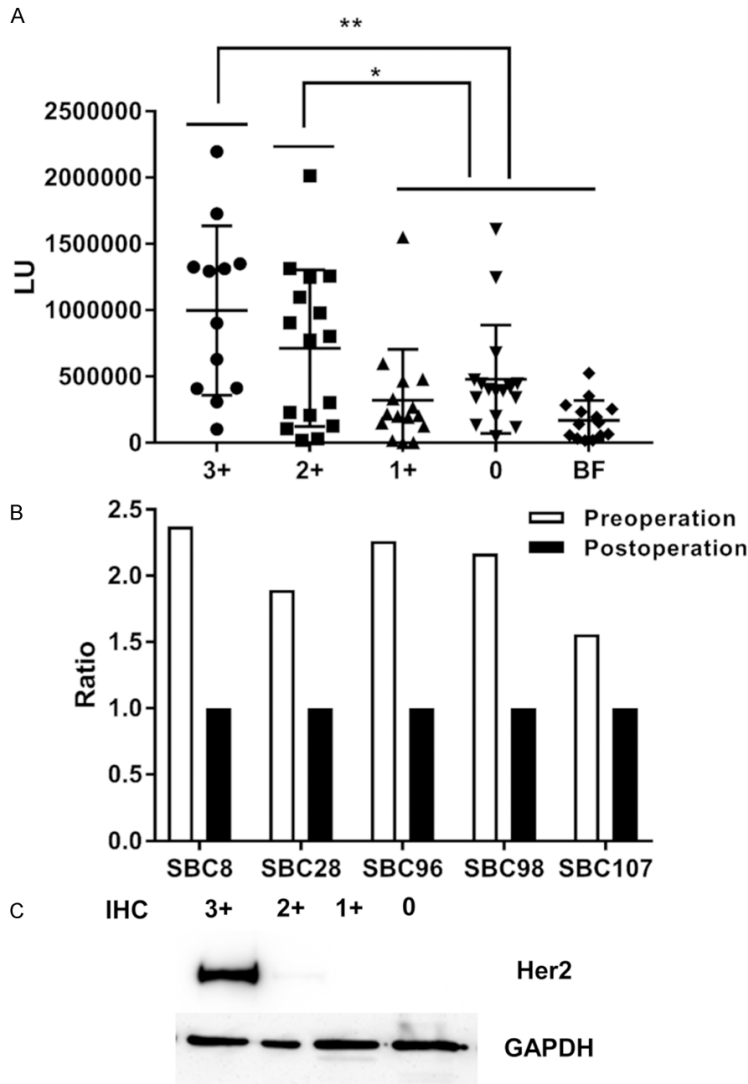 A
**
*
2500000
2000000
1500000
1000000
500000
0
LU
3+ 2+ 1+ 0 BF
B
2.5
2.0
1.5
1.0
0.5
0.0
Ratio
Preoperation
Postoperation
SBC8 SBC28 SBC96 SBC98 SBC107
C
IHC 3+ 2+ 1+ 0
Her2
GAPDH